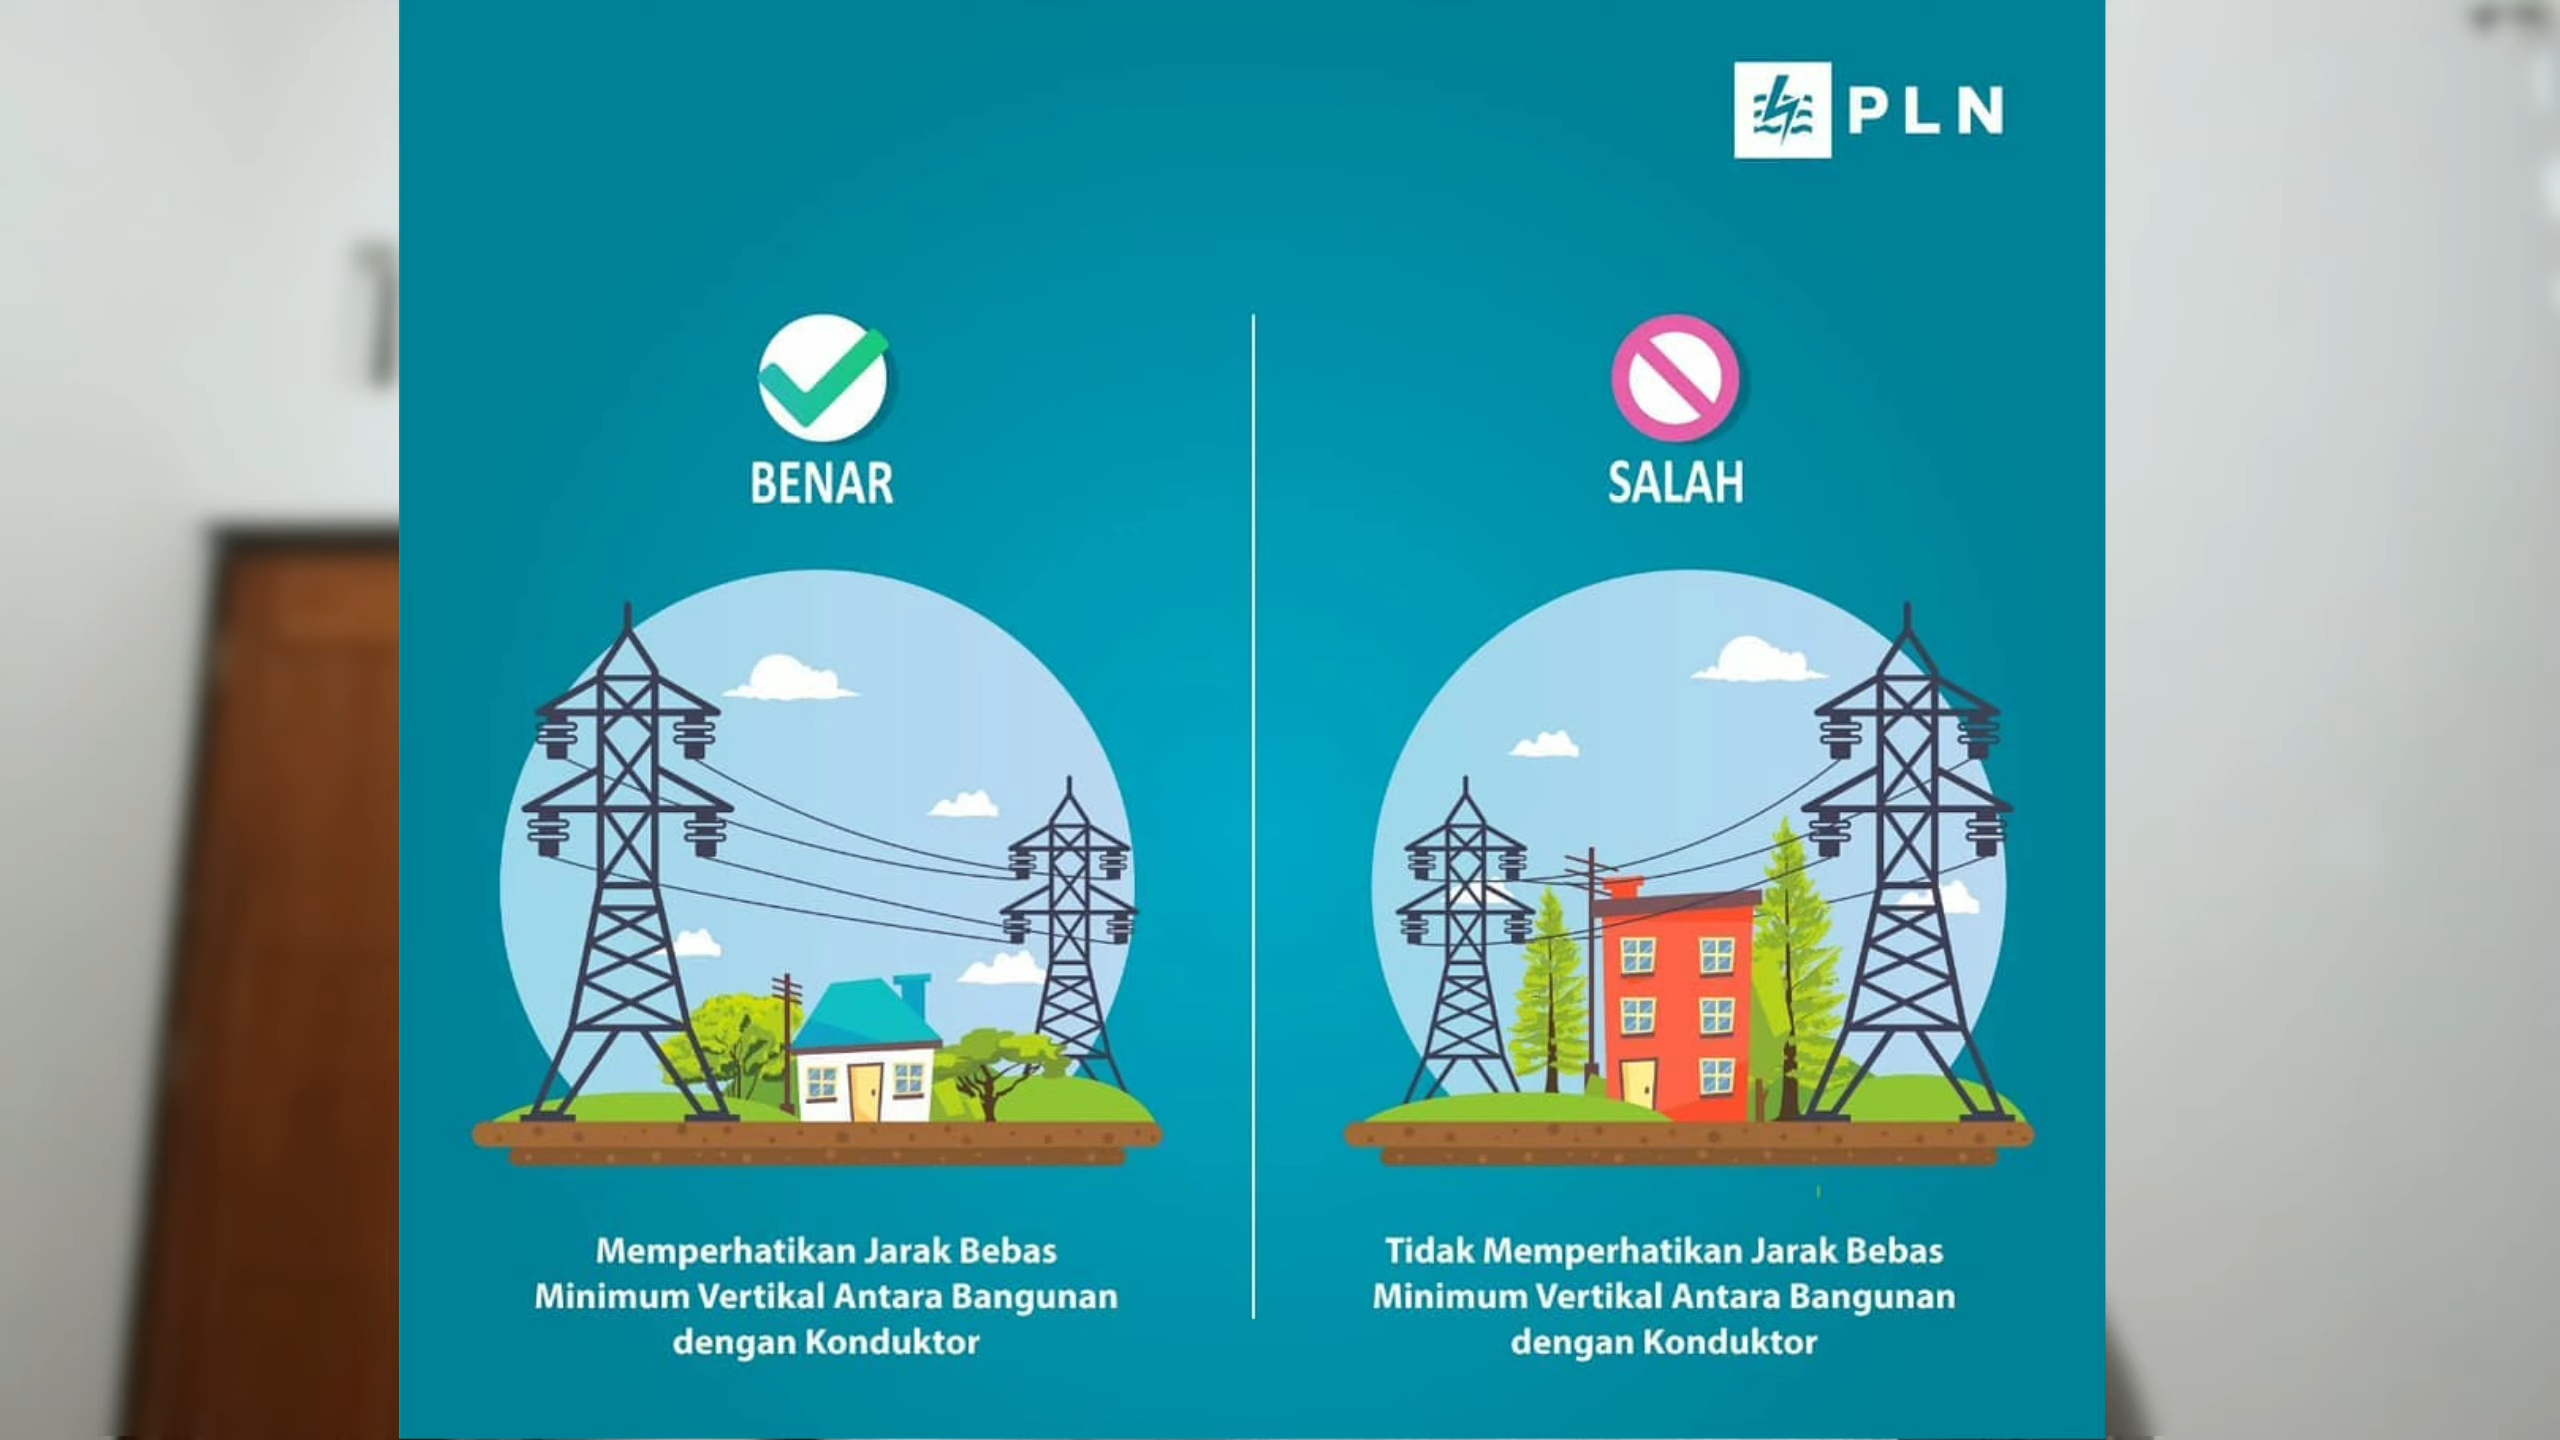 PLN
BENAR
SALAH
Memperhatikan Jarak Bebas
Minimum Vertikal Antara Bangunan
dengan Konduktor
Tidak Memperhatikan Jarak Bebas
Minimum Vertikal Antara Bangunan
dengan Konduktor